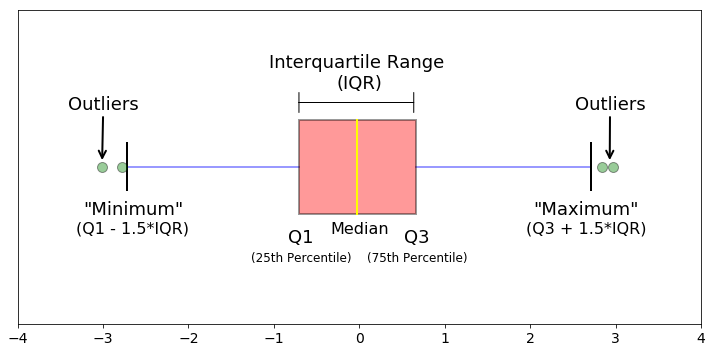 Interquartile Range
(IQR)
Outliers
Outliers
"Minimum"
(Q1 - 1.5*IQR)
"Maximum"
(Q3 + 1.5*IQR)
Median
Q1
Q3
(25th Percentile)
(75th Percentile)
−4
−3
−2
−1
0
1
2
3
4